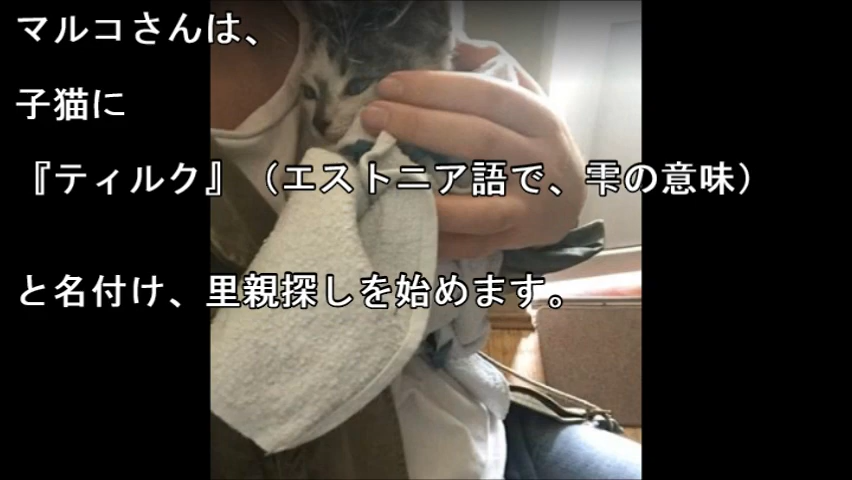 マルコさんは、
子猫に
『ティルク』（エストニア語で、雫の意味）
と名付け、里親探しを始めます。